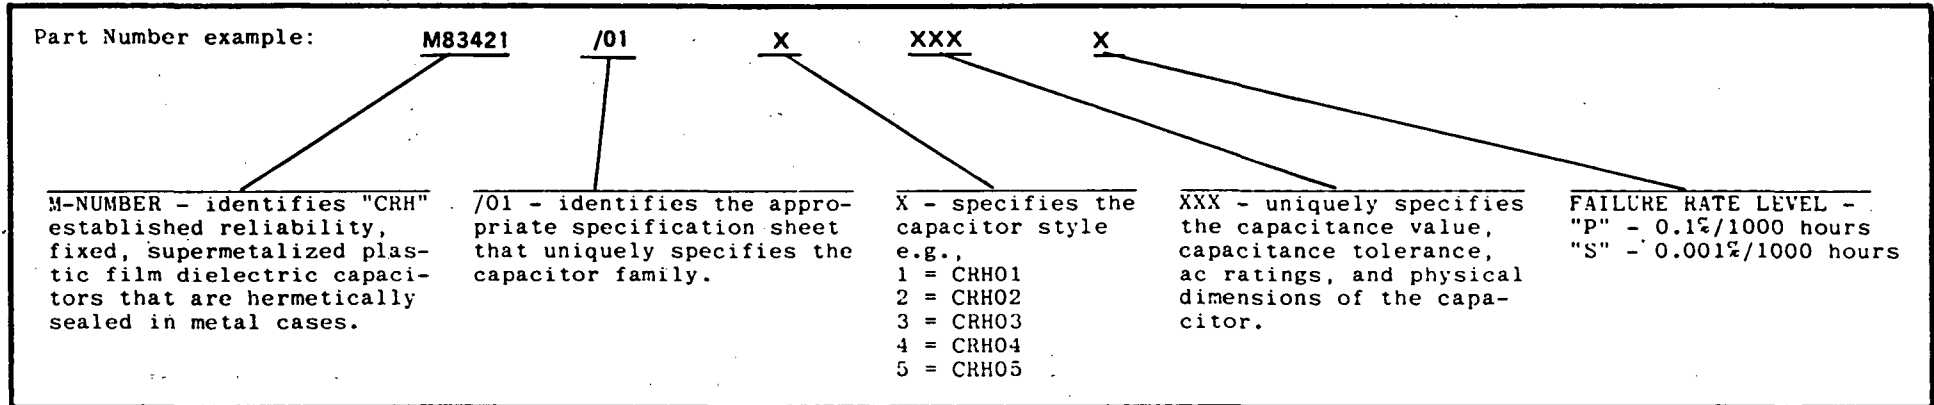 Part Number example: M83421 /01 X XXX X
M-NUMBER - identifies "CRH"
established reliability,
fixed, supermetalized plas-
tic film dielectric capaci-
tors that are hermetically
sealed in metal cases.
/01 - identifies the appro-
priate specification sheet
that uniquely specifies the
capacitor family.
X - specifies the
capacitor style
e.g.,
1 = CRH01
2 = CRH02
3 = CRH03
4 = CRH04
5 = CRH05
XXX - uniquely specifies
the capacitance value,
capacitance tolerance,
ac ratings, and physical
dimensions of the capa-
citor.
FAILURE RATE LEVEL -
"P" - 0.1%/1000 hours
"S" - 0.001%/1000 hours